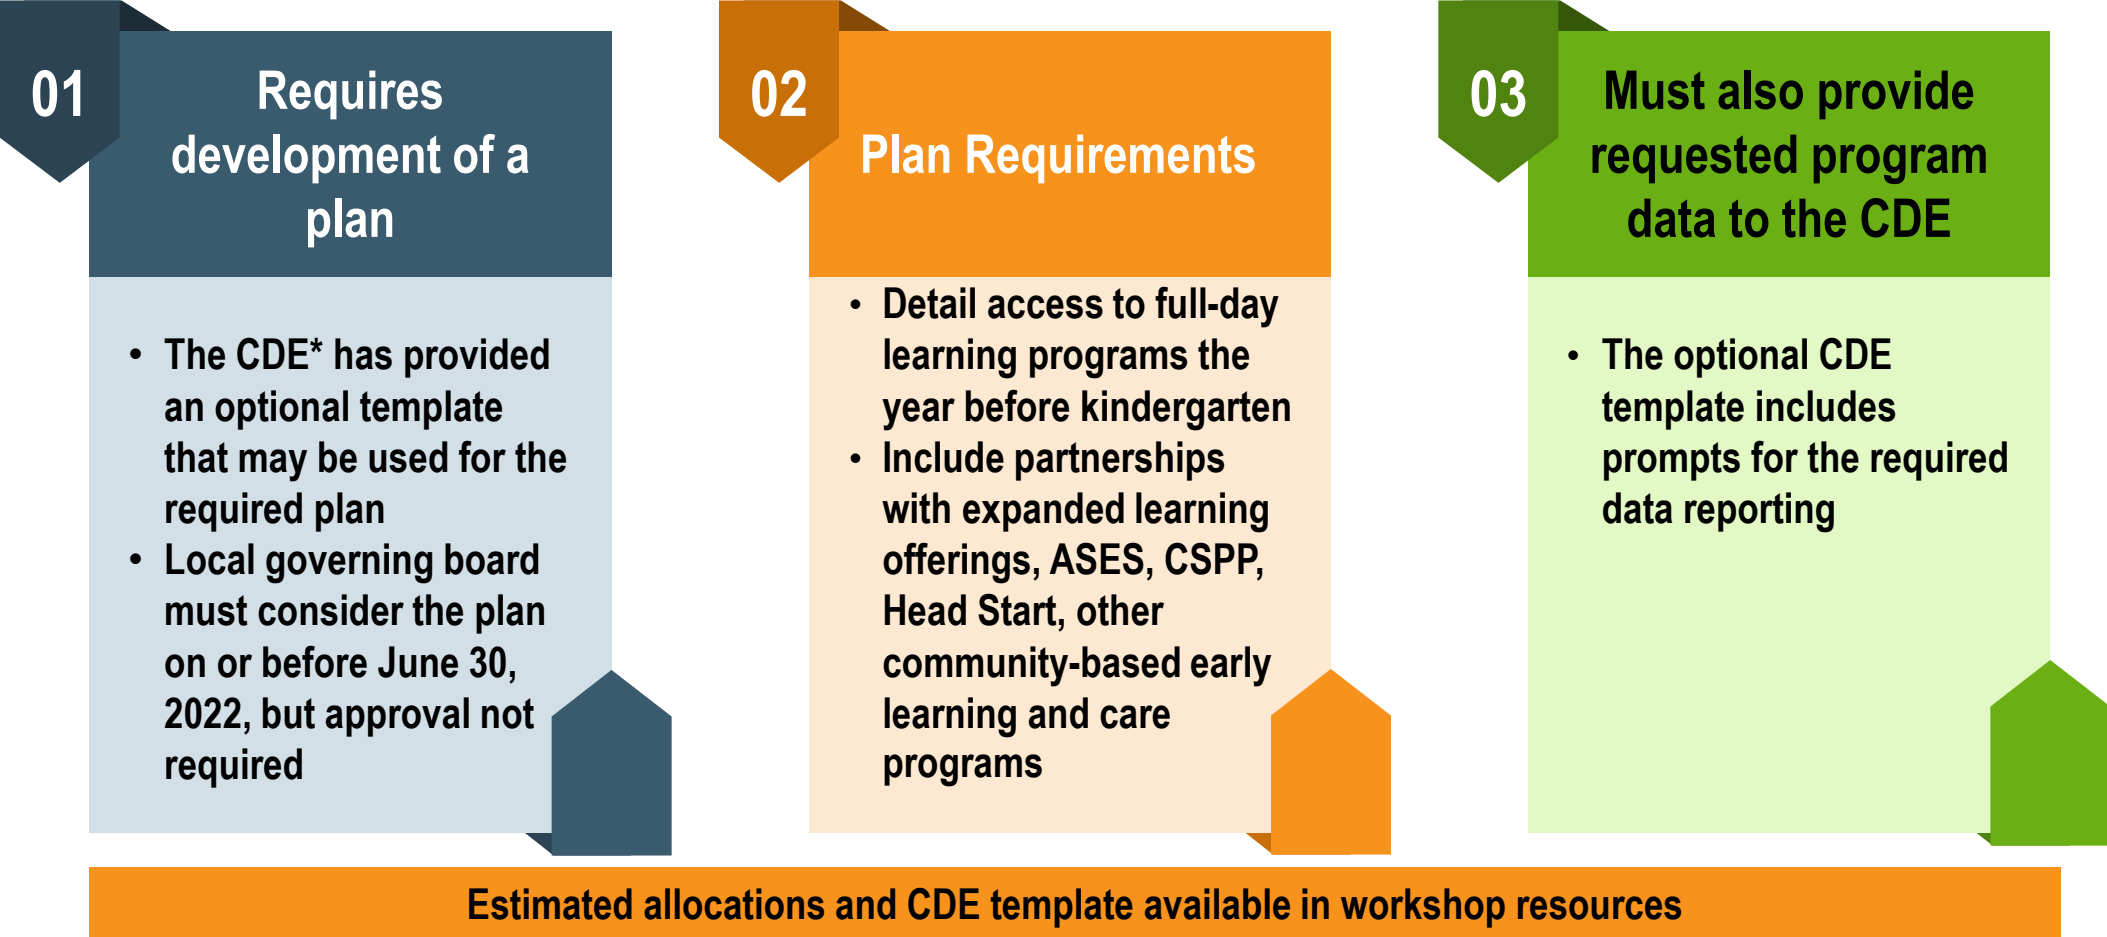 01
Requires
development of a
plan
• The CDE* has provided
an optional template
that may be used for the
required plan
• Local governing board
must consider the plan
on or before June 30,
2022, but approval not
required
02
Plan Requirements
• Detail access to full-day
learning programs the
year before kindergarten
• Include partnerships
with expanded learning
offerings, ASES, CSPP,
Head Start, other
community-based early
learning and care
programs
03
Must also provide
requested program
data to the CDE
• The optional CDE
template includes
prompts for the required
data reporting
Estimated allocations and CDE template available in workshop resources